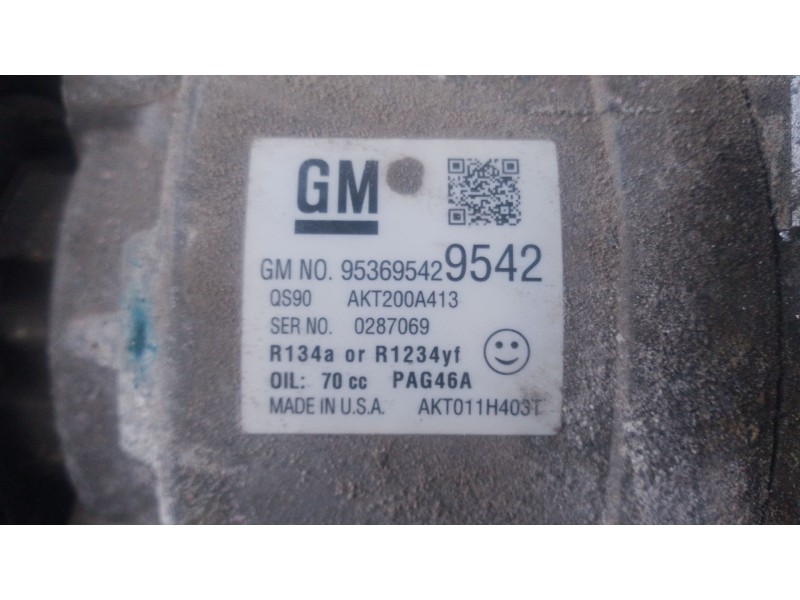 GM
GM NO. 95369542 9542
QS90 AKT200A413
SER NO. 0287069
R134a or R1234yf
OIL: 70 cc PAG46A
MADE IN U.S.A. AKT011H403T